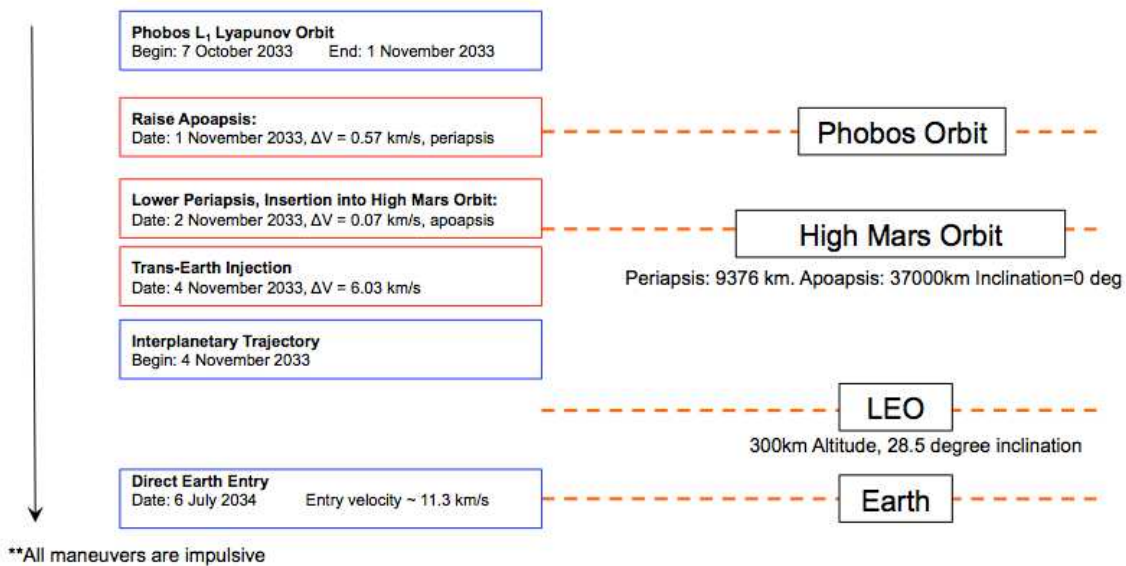 Phobos L₁ Lyapunov Orbit
Begin: 7 October 2033 End: 1 November 2033
Raise Apoapsis:
Date: 1 November 2033, ΔV = 0.57 km/s, periapsis
Phobos Orbit
Lower Periapsis, Insertion into High Mars Orbit:
Date: 2 November 2033, ΔV = 0.07 km/s, apoapsis
High Mars Orbit
Periapsis: 9376 km. Apoapsis: 37000km Inclination=0 deg
Trans-Earth Injection
Date: 4 November 2033, ΔV = 6.03 km/s
Interplanetary Trajectory
Begin: 4 November 2033
LEO
300km Altitude, 28.5 degree inclination
Direct Earth Entry
Date: 6 July 2034 Entry velocity ~ 11.3 km/s
Earth
**All maneuvers are impulsive